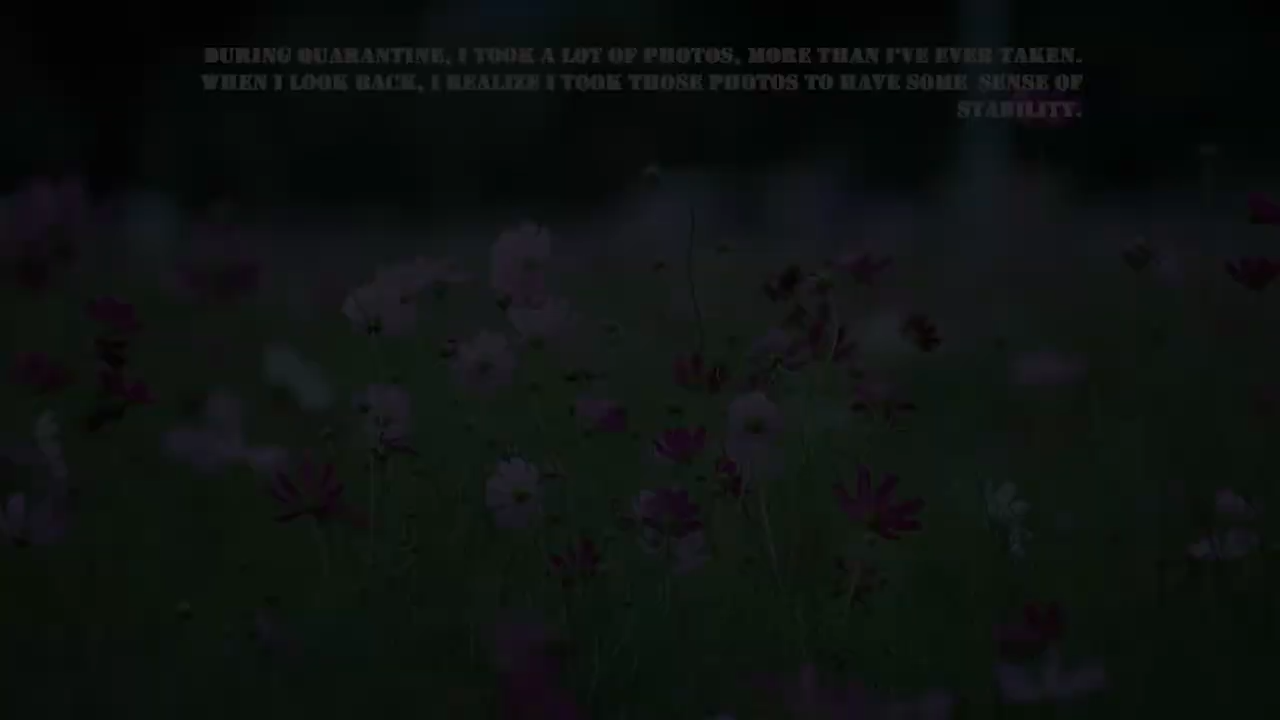 DURING QUARANTINE, I TOOK A LOT OF PHOTOS, MORE THAN I'VE EVER TAKEN.
WHEN I LOOK BACK, I REALIZE I TOOK THOSE PHOTOS TO HAVE SOME SENSE OF
STABILITY.